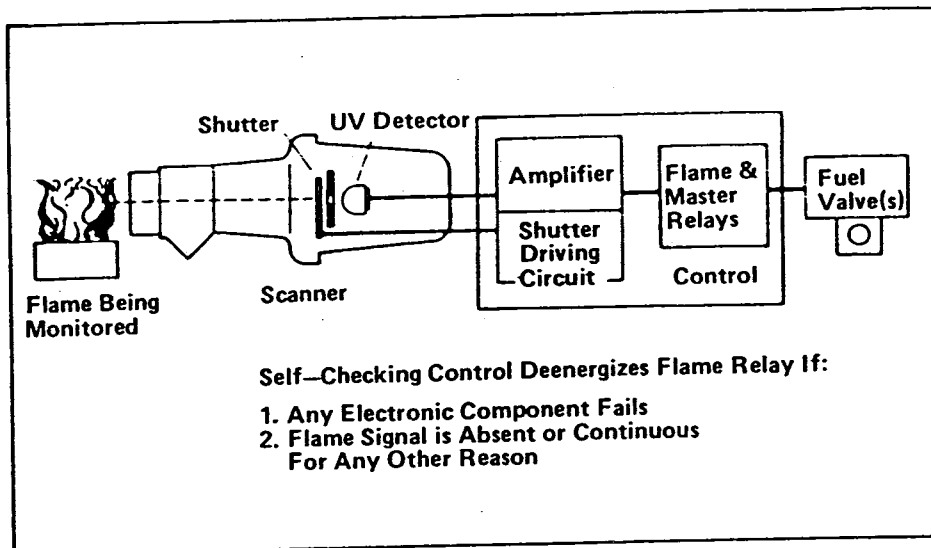 Shutter
UV Detector
Amplifier
Shutter
Driving
Circuit
Flame &
Master
Relays
Control
Fuel
Valve(s)
Scanner
Flame Being
Monitored
Self—Checking Control Deenergizes Flame Relay If:
1. Any Electronic Component Fails
2. Flame Signal is Absent or Continuous
For Any Other Reason